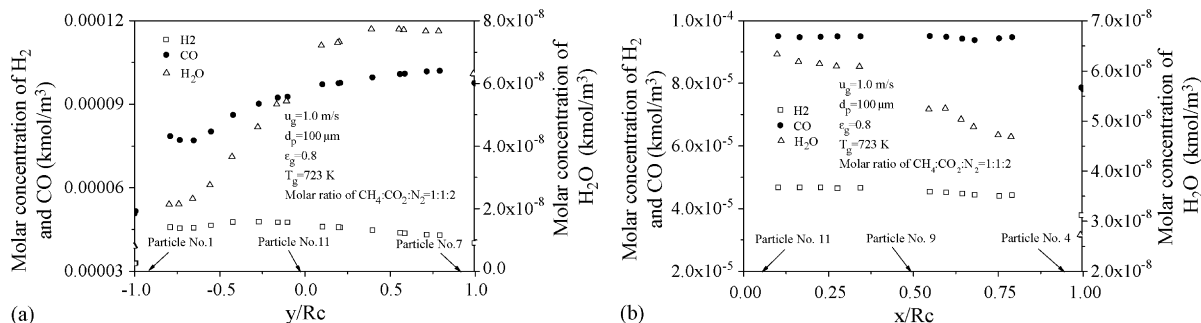 Molar concentration of H2
and CO (kmol/m3)
0.00012
0.00009
0.00006
0.00003
H2
CO
H2O
ug=1.0 m/s
dp=100 μm
εg=0.8
Tg=723 K
Molar ratio of CH4:CO2:N2=1:1:2
Particle No.1
Particle No.11
Particle No.7
-1.0
-0.5
0.0
0.5
1.0
y/Rc
8.0x10-8
6.0x10-8
4.0x10-8
2.0x10-8
0.0
Molar concentration of
H2O (kmol/m3)
(a)
Molar concentration of H2
and CO (kmol/m3)
1.0x10-4
8.0x10-5
6.0x10-5
4.0x10-5
2.0x10-5
H2
CO
H2O
ug=1.0 m/s
dp=100 μm
εg=0.8
Tg=723 K
Molar ratio of CH4:CO2:N2=1:1:2
Particle No. 11
Particle No. 9
Particle No. 4
0.00
0.25
0.50
0.75
1.00
x/Rc
7.0x10-8
6.0x10-8
5.0x10-8
4.0x10-8
3.0x10-8
2.0x10-8
Molar concentration of
H2O (kmol/m3)
(b)